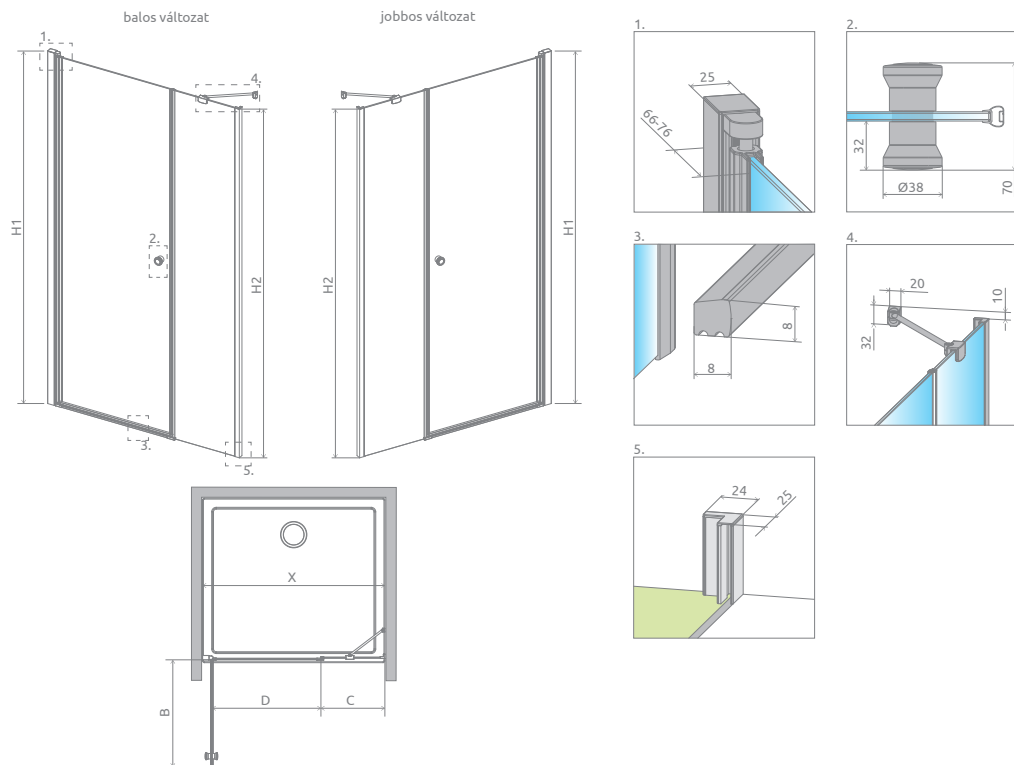 balos változat
jobbos változat
1.
4.
H1
2.
H2
3.
5.
H2
H1
X
D
C
B
1.
25
66-76
2.
32
Ø38
70
3.
8
8
4.
20
10
32
5.
24
25